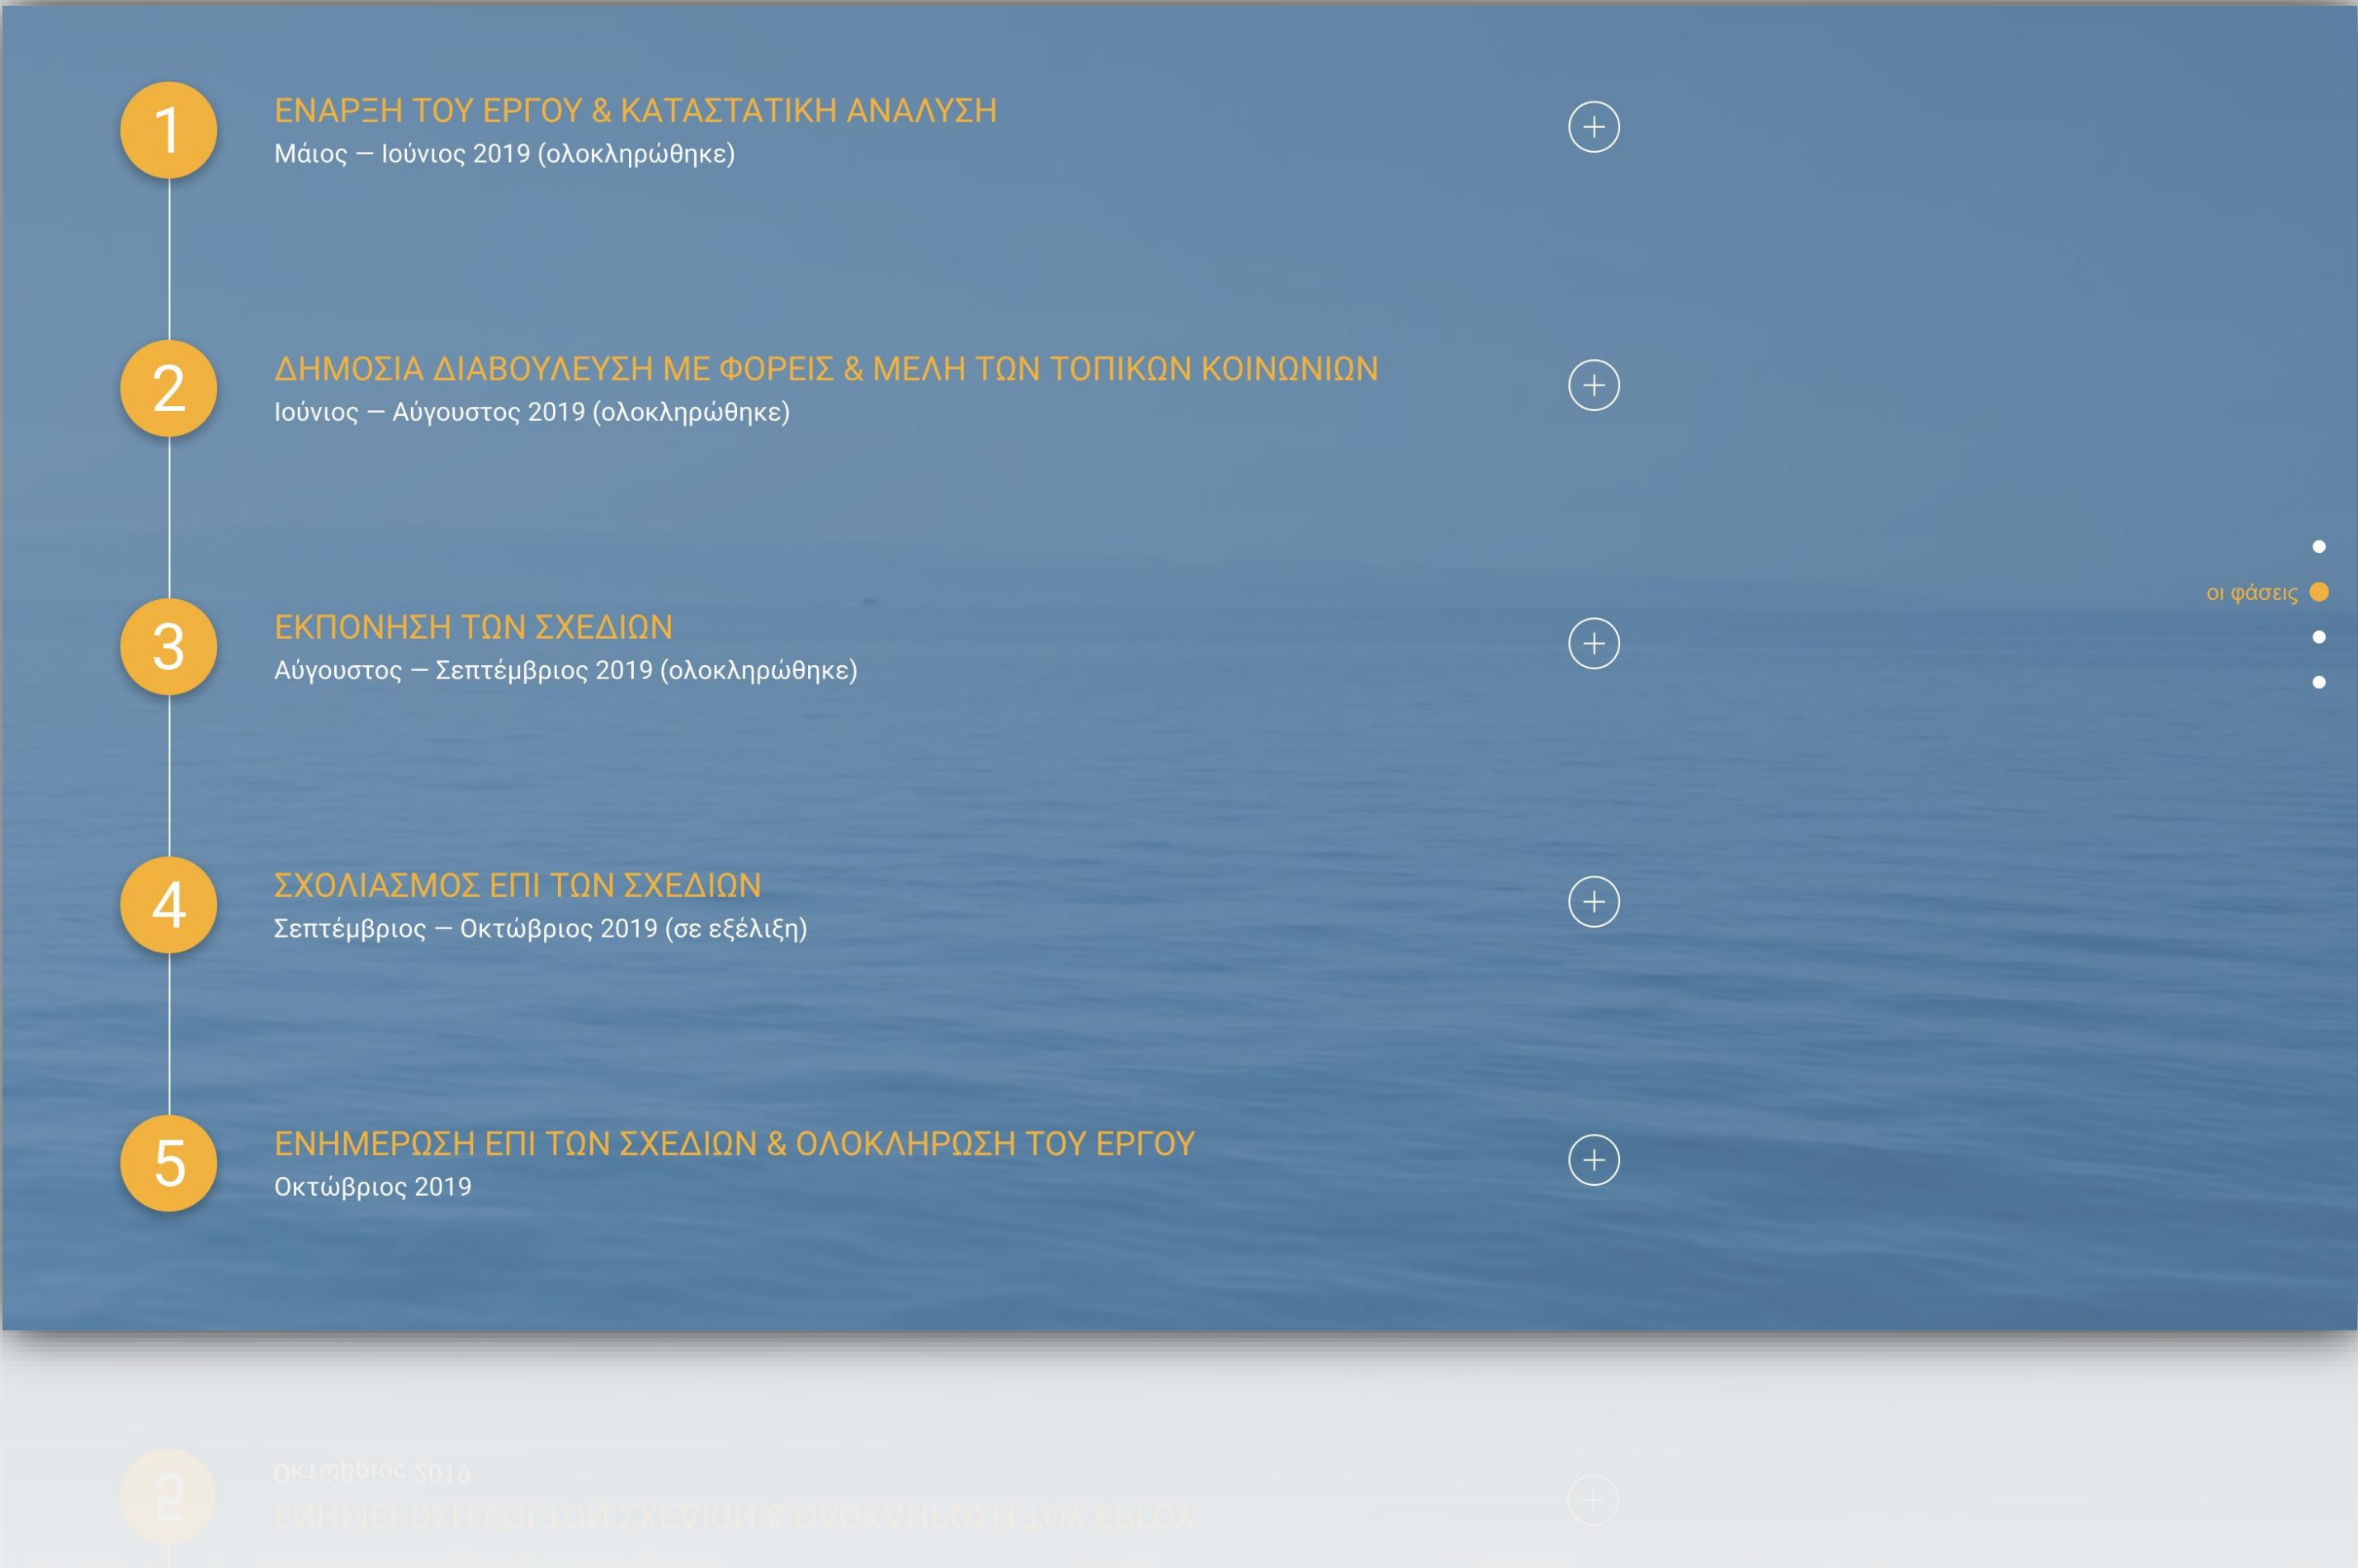 1
ΕΝΑΡΞΗ ΤΟΥ ΕΡΓΟΥ & ΚΑΤΑΣΤΑΤΙΚΗ ΑΝΑΛΥΣΗ
Μάιος — Ιούνιος 2019 (ολοκληρώθηκε)
2
ΔΗΜΟΣΙΑ ΔΙΑΒΟΥΛΕΥΣΗ ΜΕ ΦΟΡΕΙΣ & ΜΕΛΗ ΤΩΝ ΤΟΠΙΚΩΝ ΚΟΙΝΩΝΙΩΝ
Ιούνιος — Αύγουστος 2019 (ολοκληρώθηκε)
οι φάσεις
3
ΕΚΠΟΝΗΣΗ ΤΩΝ ΣΧΕΔΙΩΝ
Αύγουστος — Σεπτέμβριος 2019 (ολοκληρώθηκε)
4
ΣΧΟΛΙΑΣΜΟΣ ΕΠΙ ΤΩΝ ΣΧΕΔΙΩΝ
Σεπτέμβριος — Οκτώβριος 2019 (σε εξέλιξη)
5
ΕΝΗΜΕΡΩΣΗ ΕΠΙ ΤΩΝ ΣΧΕΔΙΩΝ & ΟΛΟΚΛΗΡΩΣΗ ΤΟΥ ΕΡΓΟΥ
Οκτώβριος 2019